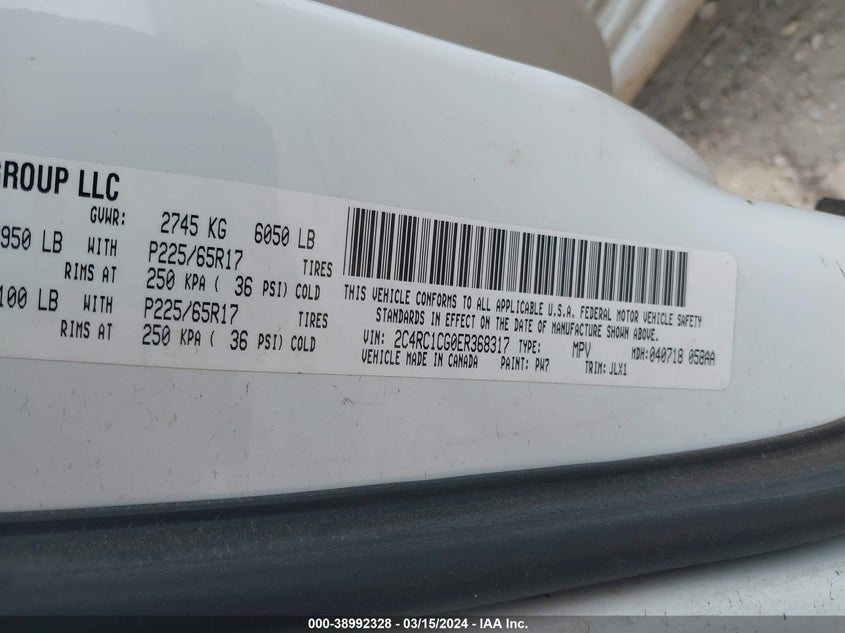 GROUP LLC
GVWR: 2745 KG 6050 LB
950 LB WITH P225/65R17 TIRES
RIMS AT 250 KPA ( 36 PSI) COLD
100 LB WITH P225/65R17 TIRES
RIMS AT 250 KPA ( 36 PSI) COLD
THIS VEHICLE CONFORMS TO ALL APPLICABLE U.S.A. FEDERAL MOTOR VEHICLE SAFETY
STANDARDS IN EFFECT ON THE DATE OF MANUFACTURE SHOWN ABOVE.
VIN: 2C4RC1CG0ER368317 TYPE: MPV MDH:040718 058AA
VEHICLE MADE IN CANADA PAINT: PW7 TRIM: JLX1
000-38992328 - 03/15/2024 - IAA Inc.